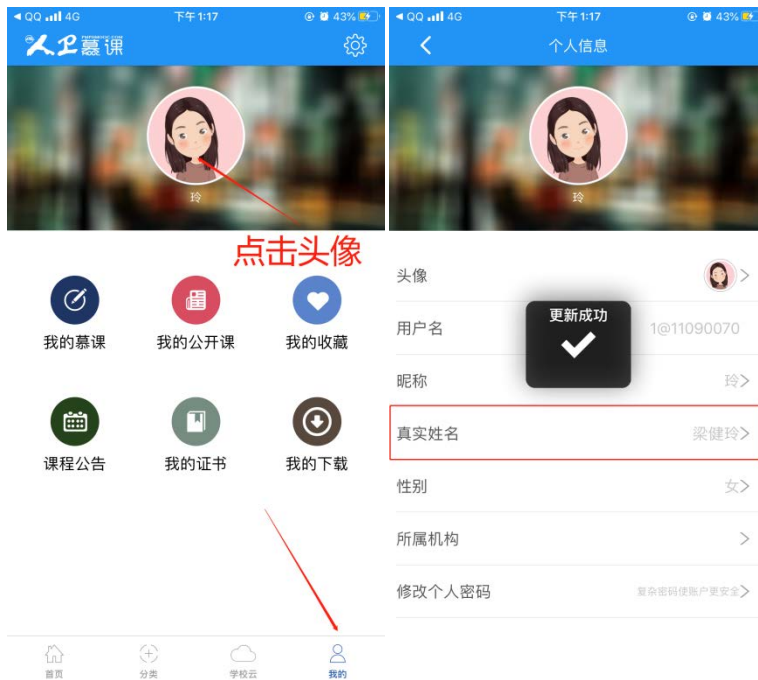 QQ 4G 下午1:17 43%
人卫慕课
玲
点击头像
我的慕课 我的公开课 我的收藏
课程公告 我的证书 我的下载
首页 分类 学校云 我的
QQ 4G 下午1:17 43%
个人信息
玲
头像
更新成功
用户名 1@11090070
昵称 玲
真实姓名 梁健玲
性别 女
所属机构
修改个人密码 复杂密码使账户更安全